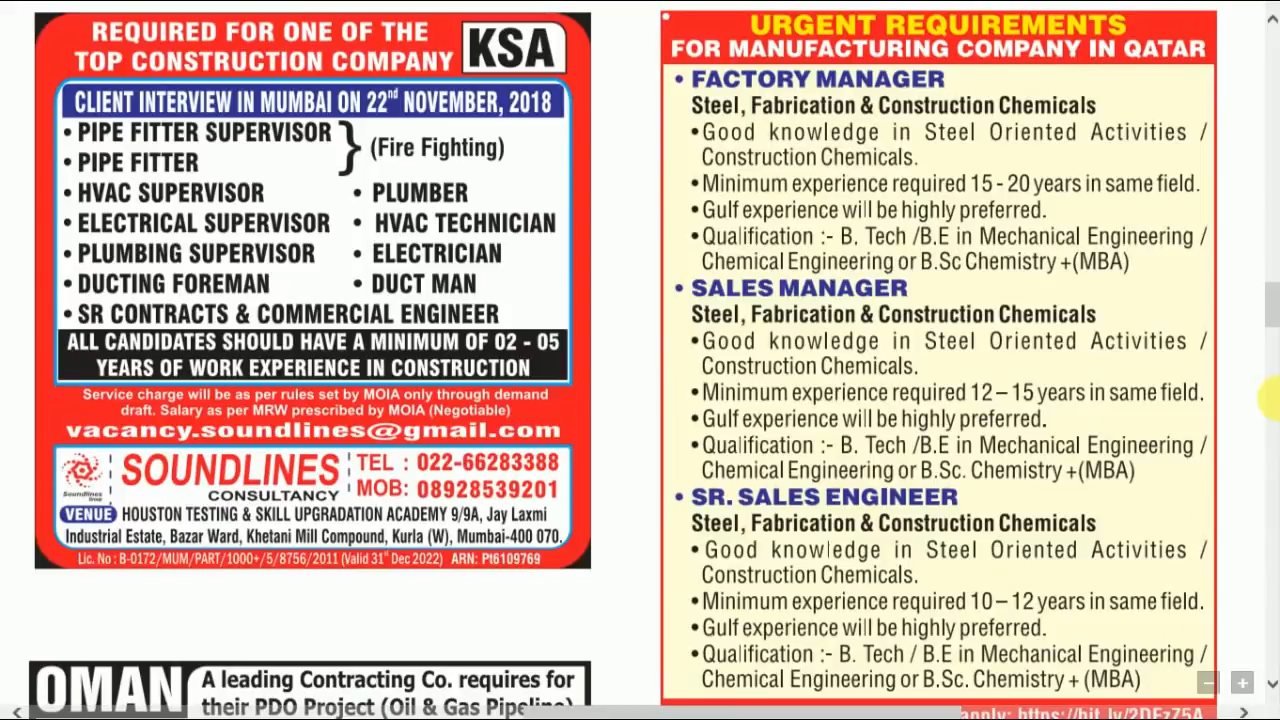 REQUIRED FOR ONE OF THE
TOP CONSTRUCTION COMPANY
KSA
CLIENT INTERVIEW IN MUMBAI ON 22nd NOVEMBER, 2018
• PIPE FITTER SUPERVISOR
• PIPE FITTER
(Fire Fighting)
• HVAC SUPERVISOR • PLUMBER
• ELECTRICAL SUPERVISOR • HVAC TECHNICIAN
• PLUMBING SUPERVISOR • ELECTRICIAN
• DUCTING FOREMAN • DUCT MAN
• SR CONTRACTS & COMMERCIAL ENGINEER
ALL CANDIDATES SHOULD HAVE A MINIMUM OF 02 - 05
YEARS OF WORK EXPERIENCE IN CONSTRUCTION
Service charge will be as per rules set by MOIA only through demand
draft. Salary as per MRW prescribed by MOIA (Negotiable)
vacancy.soundlines@gmail.com
Soundlines
Group
SOUNDLINES
CONSULTANCY
TEL : 022-66283388
MOB: 08928539201
VENUE HOUSTON TESTING & SKILL UPGRADATION ACADEMY 9/9A, Jay Laxmi
Industrial Estate, Bazar Ward, Khetani Mill Compound, Kurla (W), Mumbai-400 070.
Lic. No : B-0172/MUM/PART/1000+/5/8756/2011 (Valid 31st Dec 2022) ARN: Pt6109769
OMAN
A leading Contracting Co. requires for
their PDO Project (Oil & Gas Pipeline)
URGENT REQUIREMENTS
FOR MANUFACTURING COMPANY IN QATAR
• FACTORY MANAGER
Steel, Fabrication & Construction Chemicals
• Good knowledge in Steel Oriented Activities /
Construction Chemicals.
• Minimum experience required 15 - 20 years in same field.
• Gulf experience will be highly preferred.
• Qualification :- B. Tech /B.E in Mechanical Engineering /
Chemical Engineering or B.Sc Chemistry +(MBA)
• SALES MANAGER
Steel, Fabrication & Construction Chemicals
• Good knowledge in Steel Oriented Activities /
Construction Chemicals.
• Minimum experience required 12 – 15 years in same field.
• Gulf experience will be highly preferred.
• Qualification :- B. Tech /B.E in Mechanical Engineering /
Chemical Engineering or B.Sc. Chemistry +(MBA)
• SR. SALES ENGINEER
Steel, Fabrication & Construction Chemicals
• Good knowledge in Steel Oriented Activities /
Construction Chemicals.
• Minimum experience required 10 – 12 years in same field.
• Gulf experience will be highly preferred.
• Qualification :- B. Tech / B.E in Mechanical Engineering /
Chemical Engineering or B.Sc. Chemistry + (MBA)
apply: https://bit.ly/2DFz75A